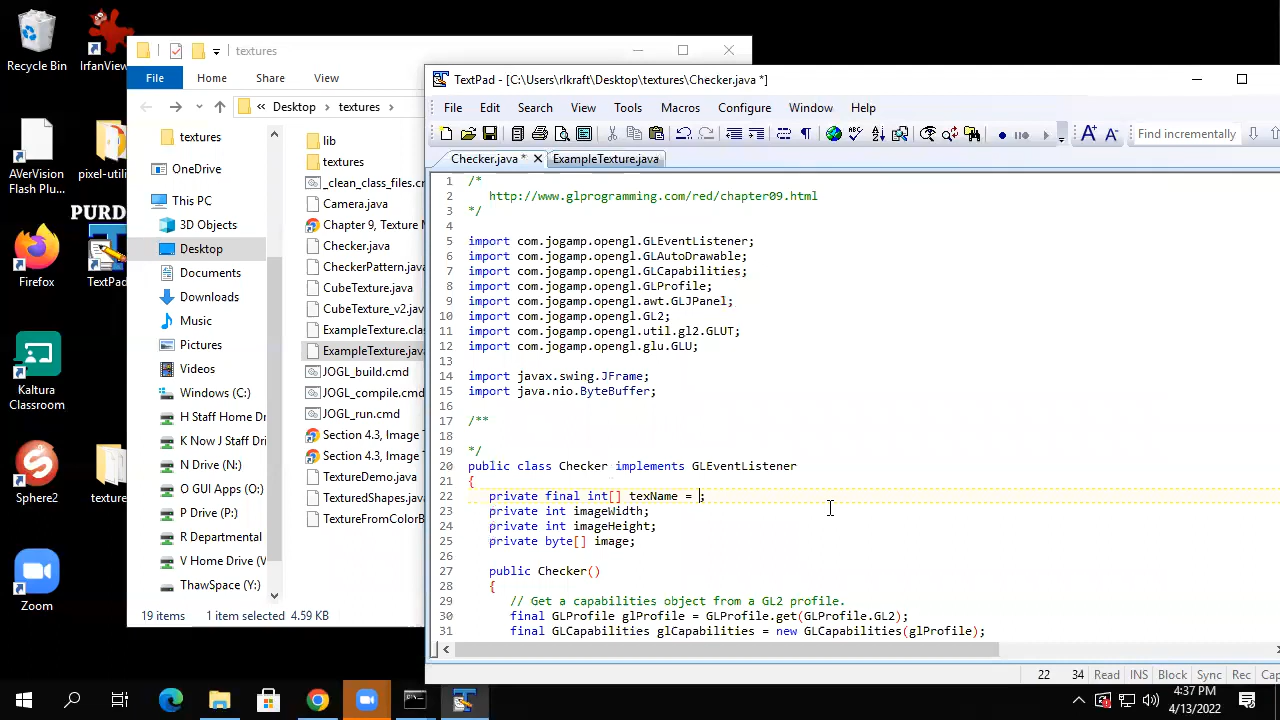 Recycle Bin
IrfanView
AVerVision
Flash Plu...
pixel-util
PURD
Firefox
TextPad
Kaltura
Classroom
Sphere2
texture
Zoom
textures
File
Home
Share
View
« Desktop › textures ›
textures
OneDrive
This PC
3D Objects
Desktop
Documents
Downloads
Music
Pictures
Videos
Windows (C:)
H Staff Home Dr
K Now J Staff Dri
N Drive (N:)
O GUI Apps (O:)
P Drive (P:)
R Departmental
V Home Drive (V
ThawSpace (Y:)
lib
textures
_clean_class_files.cm
Camera.java
Chapter 9, Texture M
Checker.java
CheckerPattern.java
CubeTexture.java
CubeTexture_v2.java
ExampleTexture.clas
ExampleTexture.java
JOGL_build.cmd
JOGL_compile.cmd
JOGL_run.cmd
Section 4.3, Image T
Section 4.3, Image T
TextureDemo.java
TexturedShapes.java
TextureFromColorB
19 items 1 item selected 4.59 KB
TextPad - [C:\Users\rlkraft\Desktop\textures\Checker.java *]
File Edit Search View Tools Macros Configure Window Help
Find incrementally
Checker.java * ExampleTexture.java
1 /*
2 http://www.glprogramming.com/red/chapter09.html
3 */
4
5 import com.jogamp.opengl.GLEventListener;
6 import com.jogamp.opengl.GLAutoDrawable;
7 import com.jogamp.opengl.GLCapabilities;
8 import com.jogamp.opengl.GLProfile;
9 import com.jogamp.opengl.awt.GLJPanel;
10 import com.jogamp.opengl.GL2;
11 import com.jogamp.opengl.util.gl2.GLUT;
12 import com.jogamp.opengl.glu.GLU;
13
14 import javax.swing.JFrame;
15 import java.nio.ByteBuffer;
16
17 /**
18
19 */
20 public class Checker implements GLEventListener
21 {
22 private final int[] texName = ;
23 private int imageWidth;
24 private int imageHeight;
25 private byte[] image;
26
27 public Checker()
28 {
29 // Get a capabilities object from a GL2 profile.
30 final GLProfile glProfile = GLProfile.get(GLProfile.GL2);
31 final GLCapabilities glCapabilities = new GLCapabilities(glProfile);
22 34 Read INS Block Sync Rec Cap
4:37 PM
4/13/2022